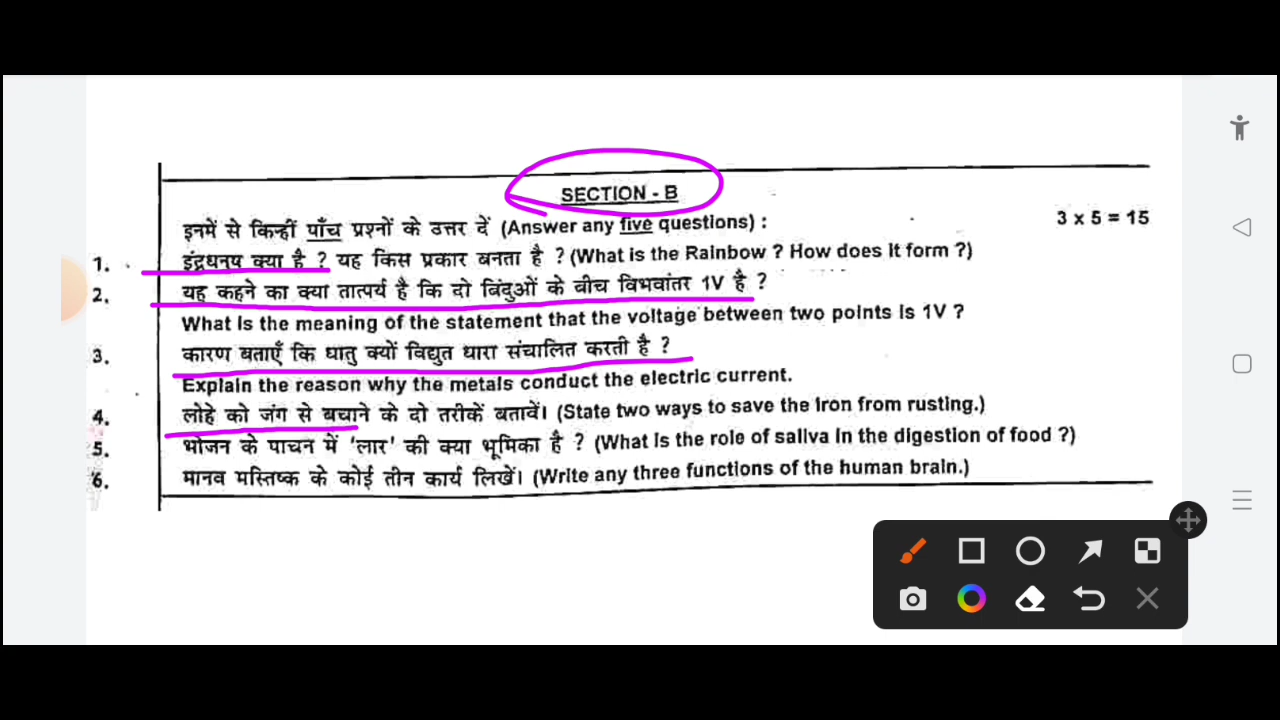 SECTION - B
इनमें से किन्हीं पाँच प्रश्नों के उत्तर दें (Answer any five questions) : 3 x 5 = 15
1. इंद्रधनुष क्या है ? यह किस प्रकार बनता है ? (What is the Rainbow ? How does it form ?)
2. यह कहने का क्या तात्पर्य है कि दो बिंदुओं के बीच विभवांतर 1V है ?
What is the meaning of the statement that the voltage between two points is 1V ?
3. कारण बताएँ कि धातु क्यों विद्युत धारा संचालित करती है ?
Explain the reason why the metals conduct the electric current.
4. लोहे को जंग से बचाने के दो तरीकें बतावें। (State two ways to save the iron from rusting.)
5. भोजन के पाचन में 'लार' की क्या भूमिका है ? (What is the role of saliva in the digestion of food ?)
6. मानव मस्तिष्क के कोई तीन कार्य लिखें। (Write any three functions of the human brain.)